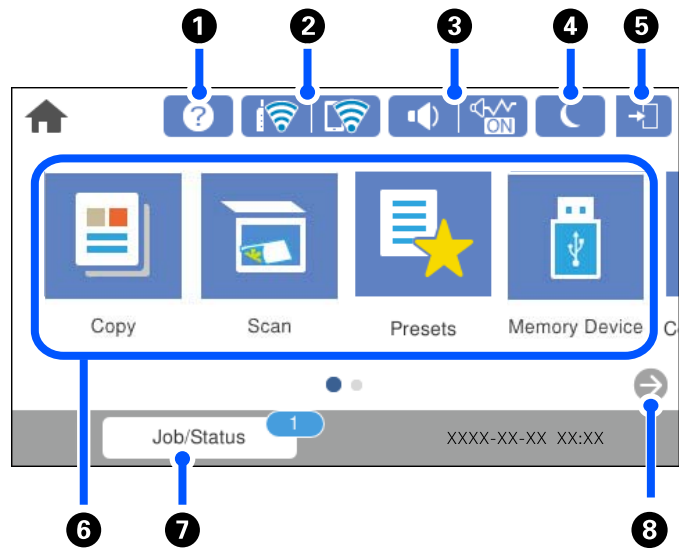 1 2 3 4 5
?
ON
Copy Scan Presets Memory Device C
1
Job/Status XXXX-XX-XX XX:XX
6 7 8